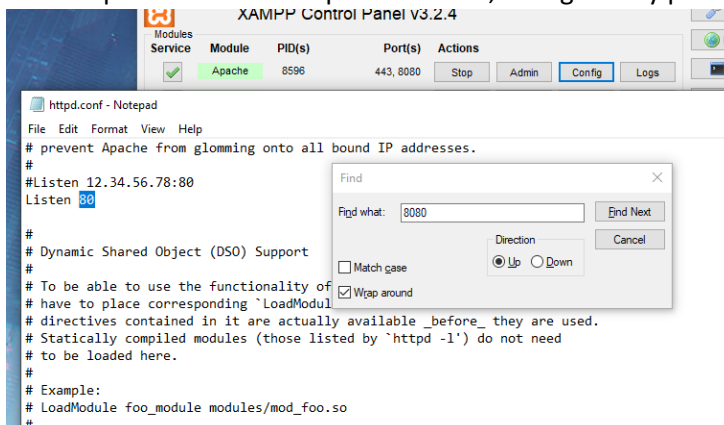 XAMPP Control Panel v3.2.4
Modules
Service Module PID(s) Port(s) Actions
Apache 8596 443, 8080 Stop Admin Config Logs
httpd.conf - Notepad
File Edit Format View Help
# prevent Apache from glomming onto all bound IP addresses.
#
#Listen 12.34.56.78:80
Listen 80
#
# Dynamic Shared Object (DSO) Support
#
# To be able to use the functionality of
# have to place corresponding `LoadModul
# directives contained in it are actually available _before_ they are used.
# Statically compiled modules (those listed by `httpd -l') do not need
# to be loaded here.
#
# Example:
# LoadModule foo_module modules/mod_foo.so
#
Find
Find what: 8080 Find Next
Direction Cancel
Match case Up Down
Wrap around